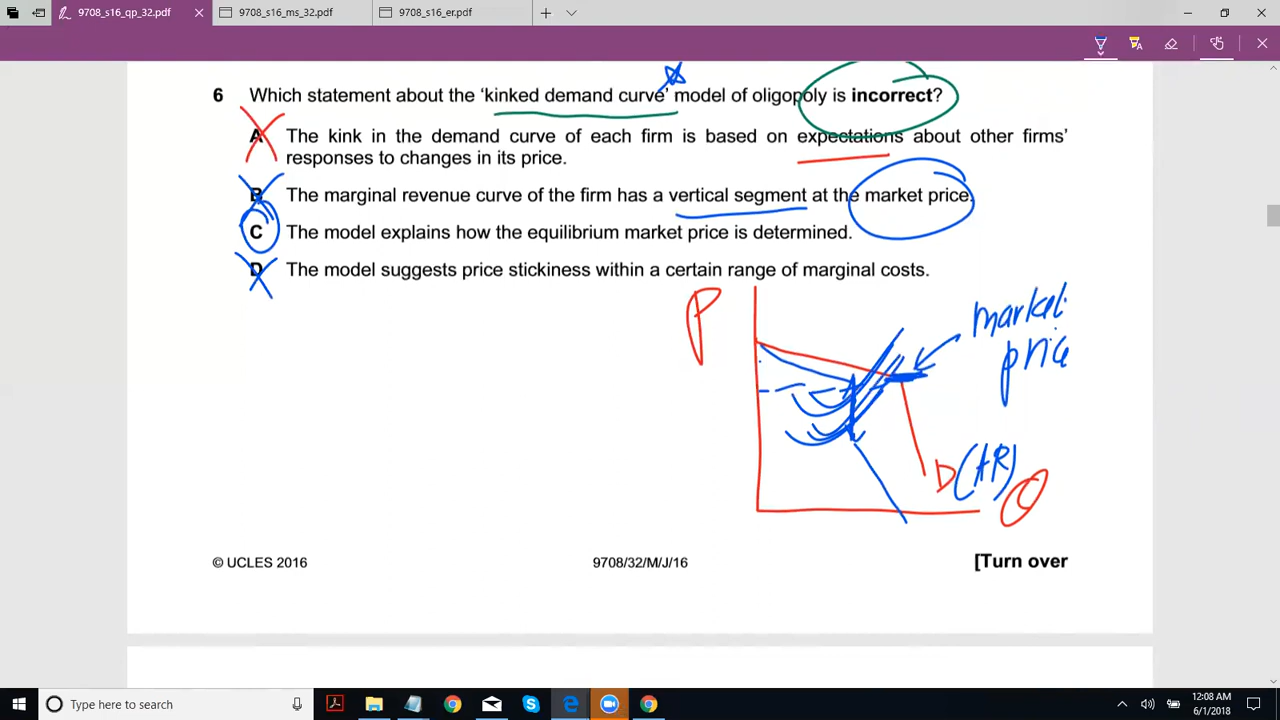 9708_s16_qp_32.pdf
9708_s16_ms_32.pdf
9708_s16_er.pdf
6 Which statement about the ‘kinked demand curve’ model of oligopoly is incorrect?
A The kink in the demand curve of each firm is based on expectations about other firms’
responses to changes in its price.
B The marginal revenue curve of the firm has a vertical segment at the market price.
C The model explains how the equilibrium market price is determined.
D The model suggests price stickiness within a certain range of marginal costs.
P
market
price
D(AR)
Q
© UCLES 2016
9708/32/M/J/16
[Turn over
Type here to search
12:08 AM
6/1/2018